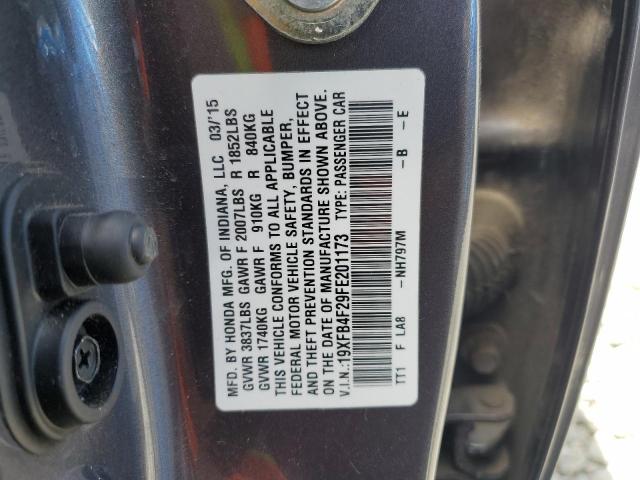 MFD. BY HONDA MFG. OF INDIANA, LLC 03/'15
GVWR 3837LBS GAWR F 2007LBS R 1852LBS
GVWR 1740KG GAWR F 910KG R 840KG
THIS VEHICLE CONFORMS TO ALL APPLICABLE
FEDERAL MOTOR VEHICLE SAFETY, BUMPER,
AND THEFT PREVENTION STANDARDS IN EFFECT
ON THE DATE OF MANUFACTURE SHOWN ABOVE.
V.I.N.:19XFB4F29FE201173 TYPE: PASSENGER CAR
TT1 F LA8 -NH797M -B -E